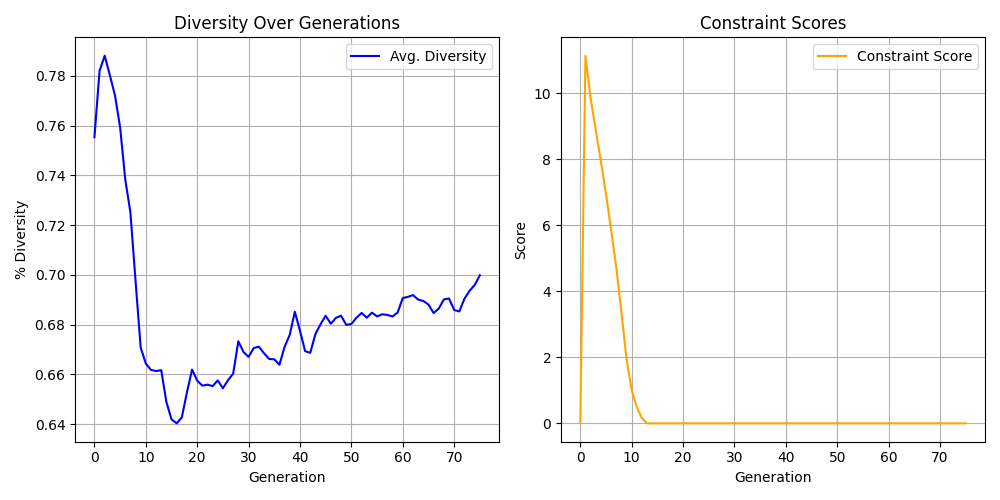 Diversity Over Generations
Avg. Diversity
% Diversity
0.78
0.76
0.74
0.72
0.70
0.68
0.66
0.64
0 10 20 30 40 50 60 70
Generation
Constraint Scores
Constraint Score
Score
10
8
6
4
2
0
0 10 20 30 40 50 60 70
Generation